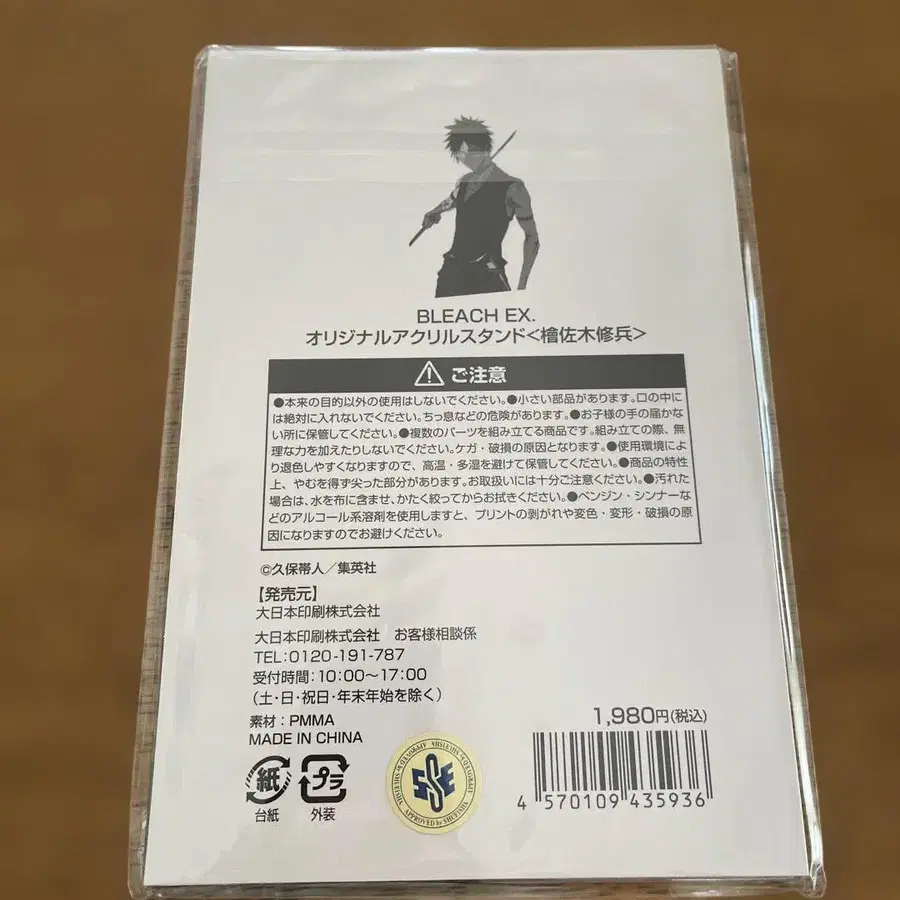 BLEACH EX.
オリジナルアクリルスタンド<檜佐木修兵>
ご注意
●本来の目的以外の使用はしないでください。●小さい部品があります。口の中に
は絶対に入れないでください。ちっ息などの危険があります。●お子様の手の届かな
い所に保管してください。●複数のパーツを組み立てる商品です。組み立ての際、無
理な力を加えたりしないでください。ケガ・破損の原因となります。●使用環境によ
り退色しやすくなりますので、高温・多湿を避けて保管してください。●商品の特性
上、やむを得ず尖った部分があります。お取扱いには十分ご注意ください。●汚れた
場合は、水を布に含ませ、かたく絞ってからお拭きください。●ベンジン・シンナーな
どのアルコール系溶剤を使用しますと、プリントの剥がれや変色・変形・破損の原
因になりますのでお避けください。
©久保帯人／集英社
【発売元】
大日本印刷株式会社
大日本印刷株式会社 お客様相談係
TEL:0120-191-787
受付時間:10:00～17:00
(土・日・祝日・年末年始を除く)
素材:PMMA
MADE IN CHINA
紙
台紙
プラ
外装
APPROVED by SHUEISHA
1,980円(税込)
4 570109 435936